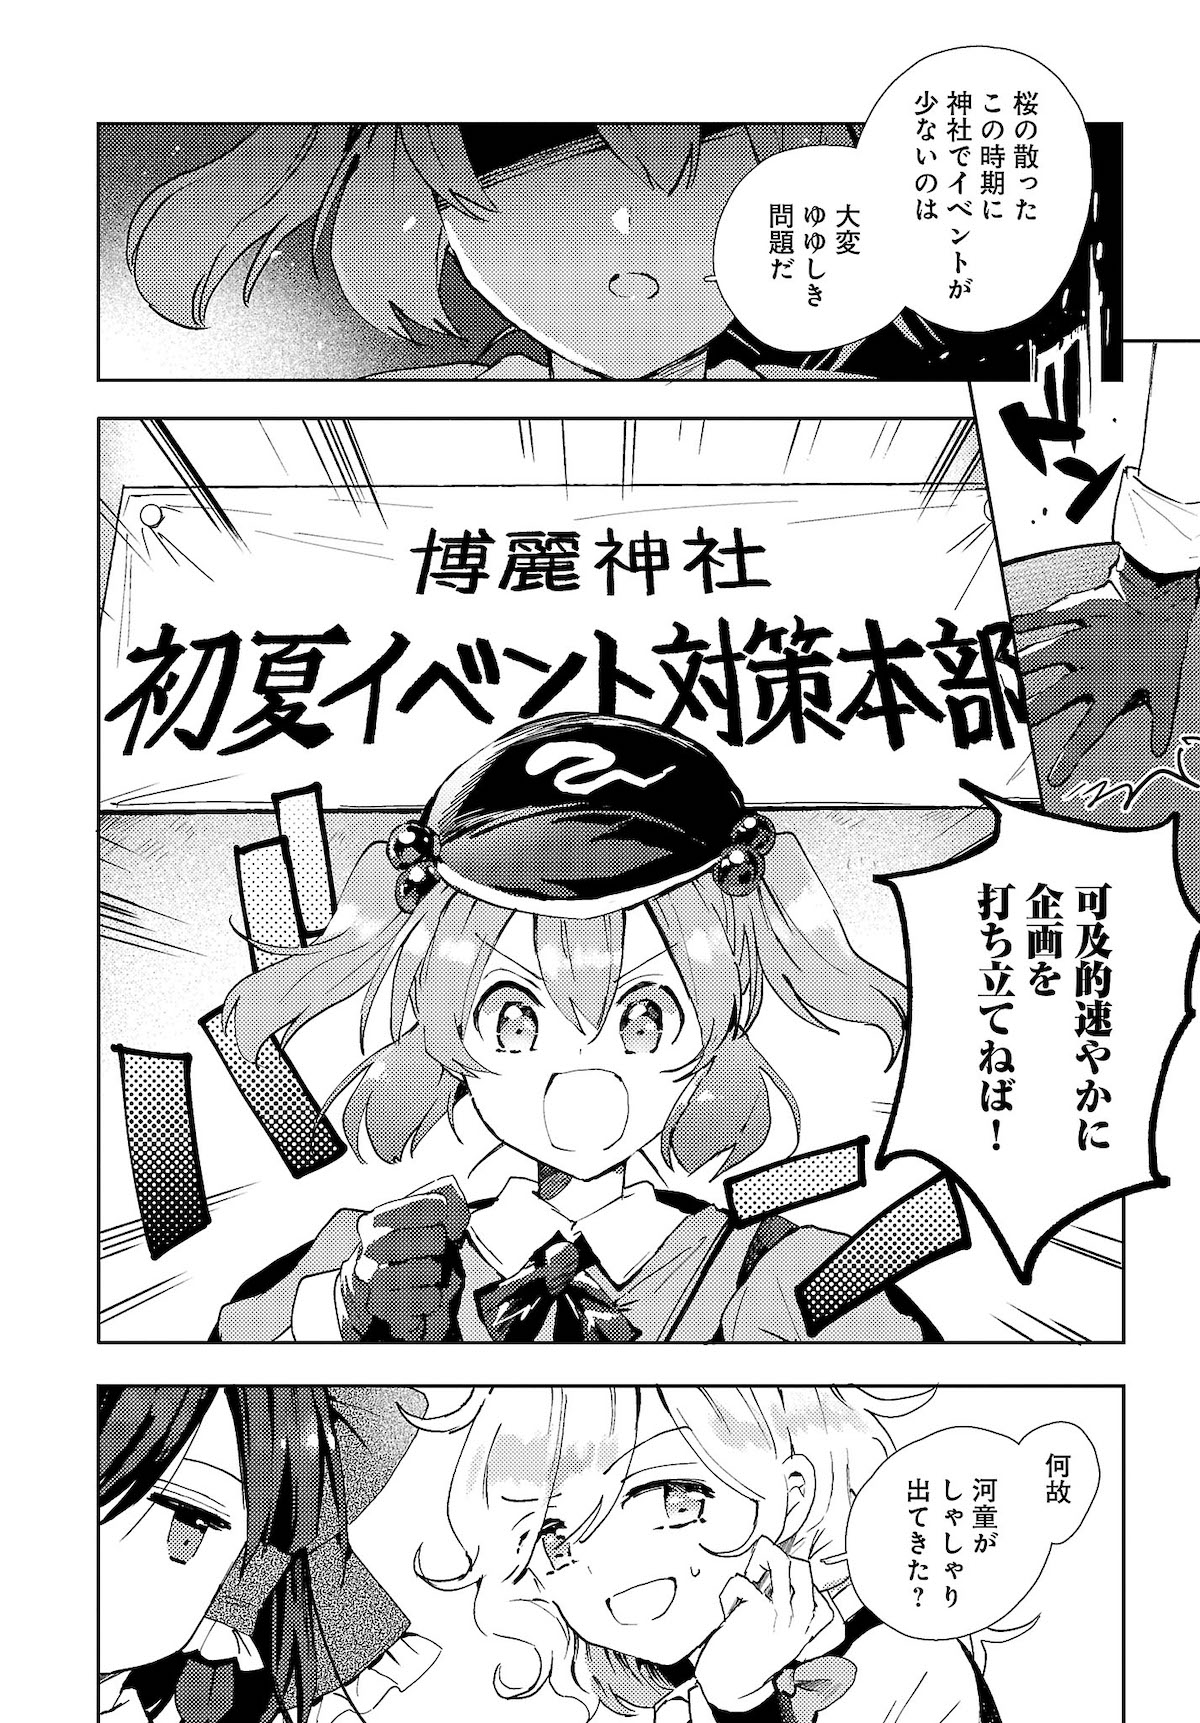 桜の散った
この時期に
神社でイベントが
少ないのは
大変
ゆゆしき
問題だ
ドン
博麗神社
初夏イベント対策本部
可及的速やかに
企画を
打ち立てねば！
何故
河童が
しゃしゃり
出てきた？